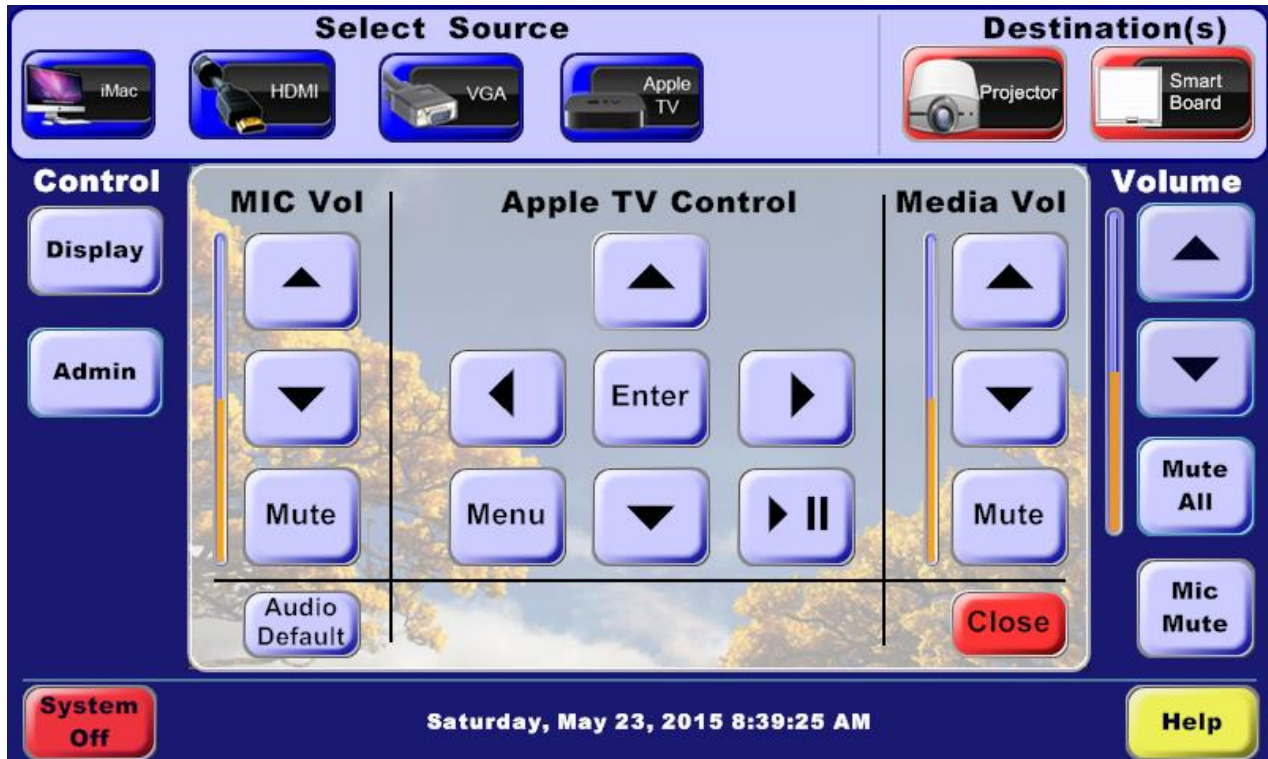 Select Source
Destination(s)
iMac
HDMI
VGA
Apple
TV
Projector
Smart
Board
Control
Display
Admin
MIC Vol
Mute
Audio
Default
Apple TV Control
Enter
Menu
Media Vol
Mute
Close
Volume
Mute
All
Mic
Mute
System
Off
Saturday, May 23, 2015 8:39:25 AM
Help